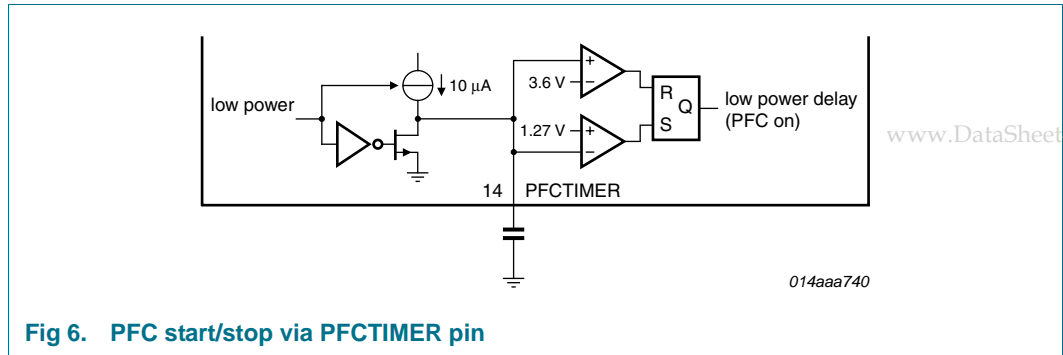 low power
10 μA
3.6 V
1.27 V
+
−
+
−
R
S
Q
low power delay
(PFC on)
www.DataSheet
14 PFCTIMER
014aaa740
Fig 6. PFC start/stop via PFCTIMER pin